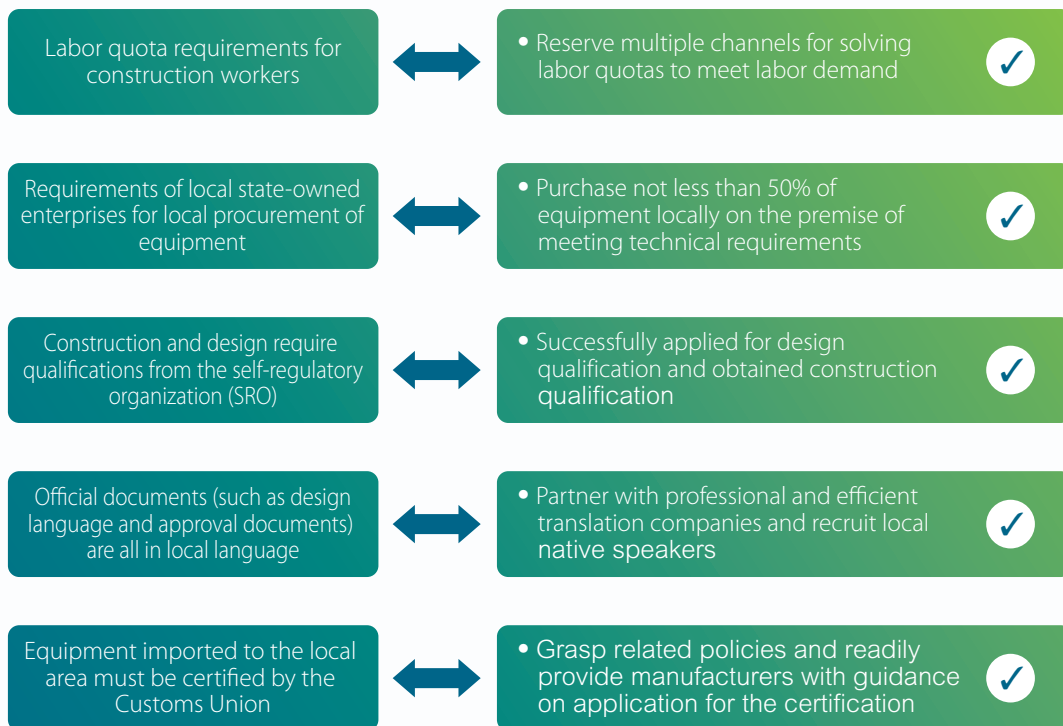 Labor quota requirements for
construction workers
• Reserve multiple channels for solving
labor quotas to meet labor demand
✓
Requirements of local state-owned
enterprises for local procurement of
equipment
• Purchase not less than 50% of
equipment locally on the premise of
meeting technical requirements
✓
Construction and design require
qualifications from the self-regulatory
organization (SRO)
• Successfully applied for design
qualification and obtained construction
qualification
✓
Official documents (such as design
language and approval documents)
are all in local language
• Partner with professional and efficient
translation companies and recruit local
native speakers
✓
Equipment imported to the local
area must be certified by the
Customs Union
• Grasp related policies and readily
provide manufacturers with guidance
on application for the certification
✓